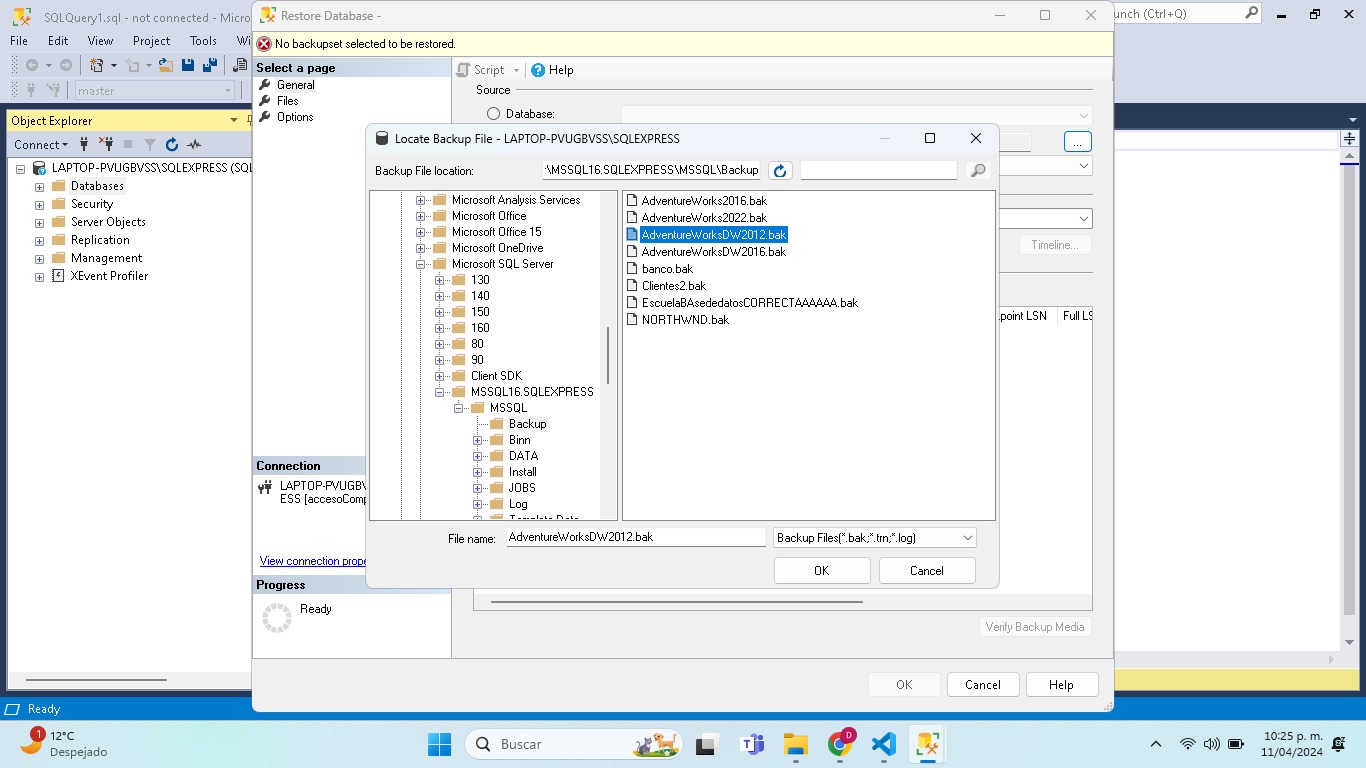 SQLQuery1.sql - not connected - Micro
Restore Database -
unch (Ctrl+Q)
File Edit View Project Tools Wi
No backupset selected to be restored.
Select a page
General
Files
Options
Script
Help
master
Source
Database:
...
Object Explorer
Connect
LAPTOP-PVUGBVSS\SQLEXPRESS (SQL
Databases
Security
Server Objects
Replication
Management
XEvent Profiler
Locate Backup File - LAPTOP-PVUGBVSS\SQLEXPRESS
Backup File location:
:\MSSQL16.SQLEXPRESS\MSSQL\Backup
Microsoft Analysis Services
Microsoft Office
Microsoft Office 15
Microsoft OneDrive
Microsoft SQL Server
130
140
150
160
80
90
Client SDK
MSSQL16.SQLEXPRESS
MSSQL
Backup
Binn
DATA
Install
JOBS
Log
Template Data
AdventureWorks2016.bak
AdventureWorks2022.bak
AdventureWorksDW2012.bak
AdventureWorksDW2016.bak
banco.bak
Clientes2.bak
EscuelaBAsededatosCORRECTAAAAAA.bak
NORTHWND.bak
File name:
AdventureWorksDW2012.bak
Backup Files(*.bak;*.trn;*.log)
OK
Cancel
Timeline...
point LSN
Full LS
Connection
LAPTOP-PVUGBV
ESS [accesoComp
View connection prope
Progress
Ready
Verify Backup Media
OK
Cancel
Help
Ready
1
12°C
Despejado
Buscar
D
10:25 p. m.
11/04/2024